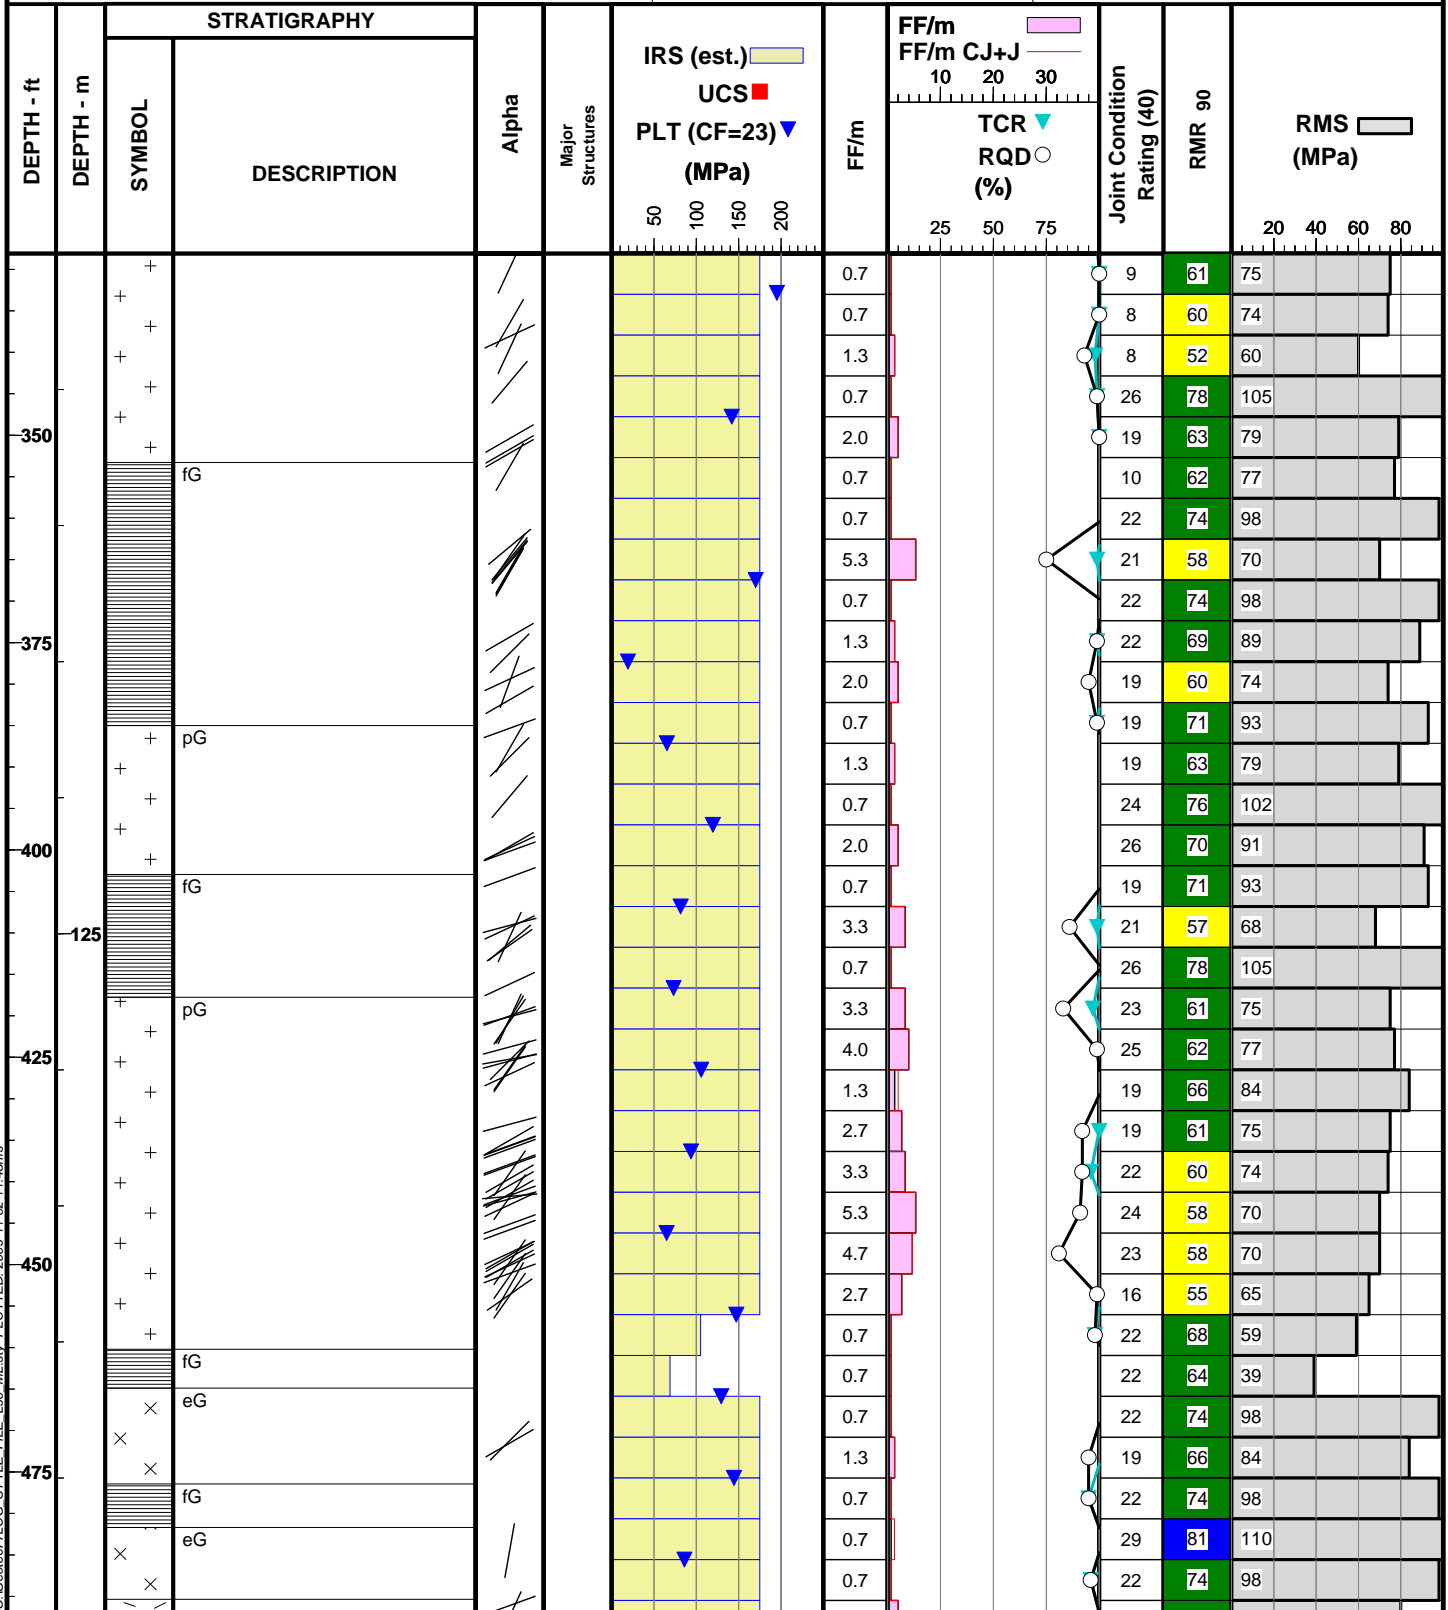 STRATIGRAPHY
DEPTH - ft
DEPTH - m
SYMBOL
DESCRIPTION
Alpha
Major
Structures
IRS (est.)
UCS
PLT (CF=23)
(MPa)
50 100 150 200
FF/m
FF/m
FF/m CJ+J
10 20 30
TCR
RQD
(%)
25 50 75
Joint Condition
Rating (40)
RMR 90
RMS
(MPa)
20 40 60 80
0.7 9 61 75
0.7 8 60 74
1.3 8 52 60
0.7 26 78 105
350 2.0 19 63 79
fG 0.7 10 62 77
0.7 22 74 98
5.3 21 58 70
0.7 22 74 98
375 1.3 22 69 89
2.0 19 60 74
pG 0.7 19 71 93
1.3 19 63 79
0.7 24 76 102
400 2.0 26 70 91
fG 0.7 19 71 93
125 3.3 21 57 68
0.7 26 78 105
pG 3.3 23 61 75
425 4.0 25 62 77
1.3 19 66 84
2.7 19 61 75
3.3 22 60 74
5.3 24 58 70
450 4.7 23 58 70
2.7 16 55 65
0.7 22 68 59
fG 0.7 22 64 39
eG 0.7 22 74 98
475 1.3 19 66 84
fG 0.7 22 74 98
eG 0.7 29 81 110
0.7 22 74 98